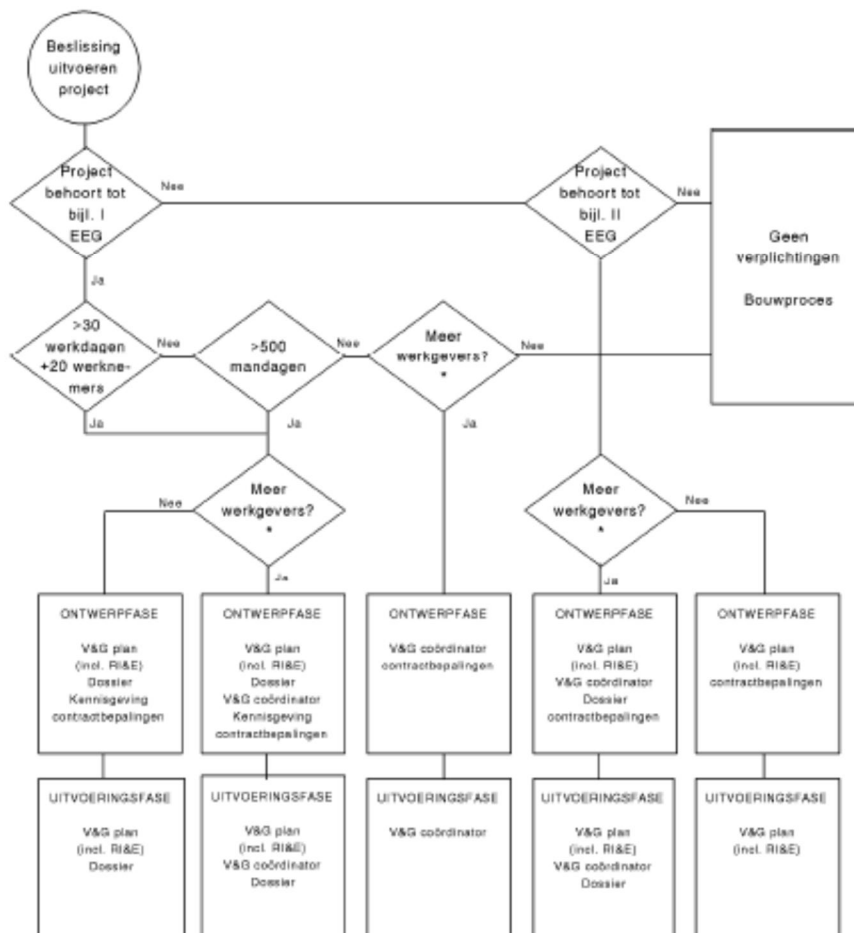 Beslissing
uitvoeren
project
Project
behoort tot
bijl. I
EEG
Nee
Project
behoort tot
bijl. II
EEG
Nee
Geen
verplichtingen
Bouwproces
Ja
>30
werkdagen
+20 werkne-
mers
Nee
>500
mandagen
Nee
Meer
werkgevers?
*
Nee
Ja
Ja
Ja
Nee
Meer
werkgevers?
*
Ja
Meer
werkgevers?
*
Nee
Ja
ONTWERPFASE
V&G plan
(incl. RI&E)
Dossier
Kennisgeving
contractbepalingen
ONTWERPFASE
V&G plan
(incl. RI&E)
Dossier
V&G coördinator
Kennisgeving
contractbepalingen
ONTWERPFASE
V&G coördinator
contractbepalingen
ONTWERPFASE
V&G plan
(incl. RI&E)
V&G coördinator
Dossier
contractbepalingen
ONTWERPFASE
V&G plan
(incl. RI&E)
contractbepalingen
UITVOERINGSFASE
V&G plan
(incl. RI&E)
Dossier
UITVOERINGSFASE
V&G plan
(incl. RI&E)
V&G coördinator
Dossier
UITVOERINGSFASE
V&G coördinator
UITVOERINGSFASE
V&G plan
(incl. RI&E)
V&G coördinator
Dossier
UITVOERINGSFASE
V&G plan
(incl. RI&E)